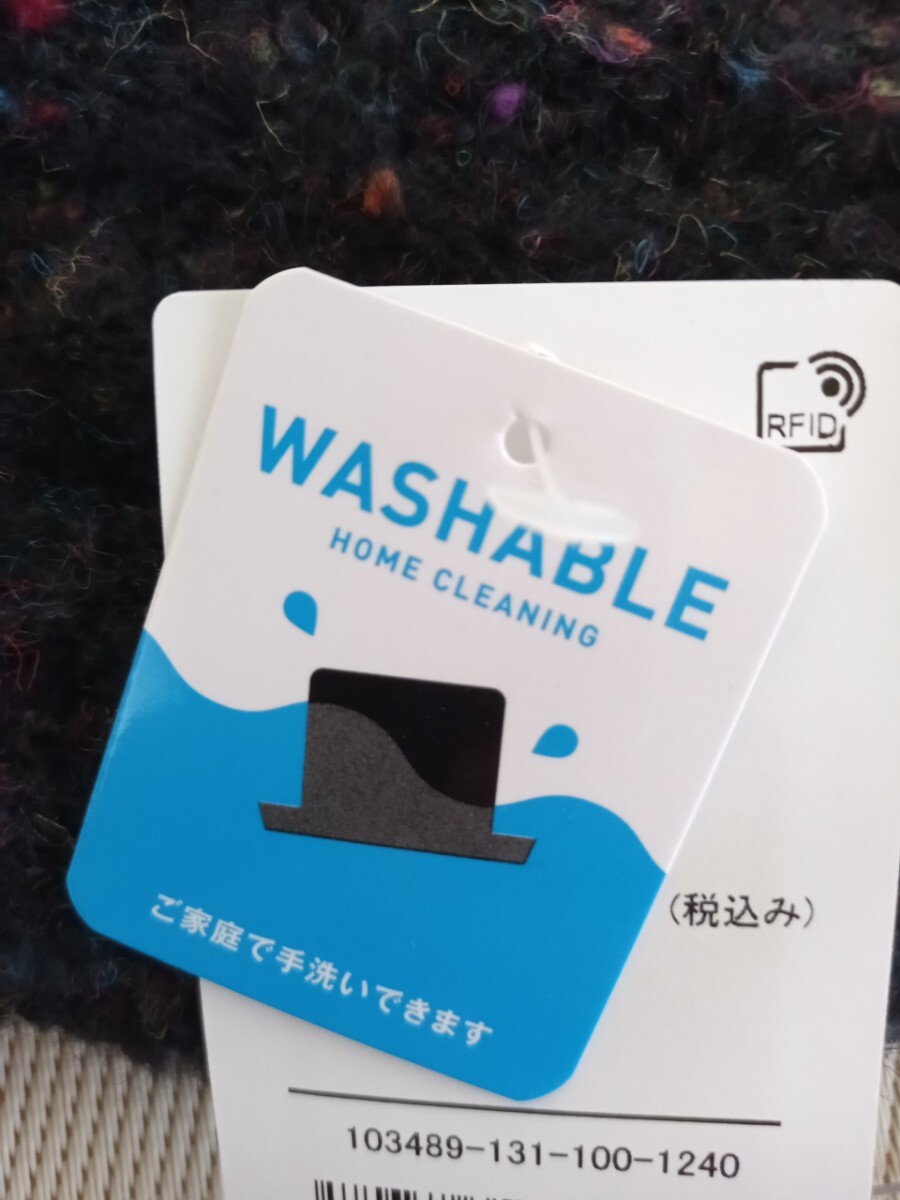 RFID
WASHABLE
HOME CLEANING
ご家庭で手洗いできます
(税込み)
103489-131-100-1240